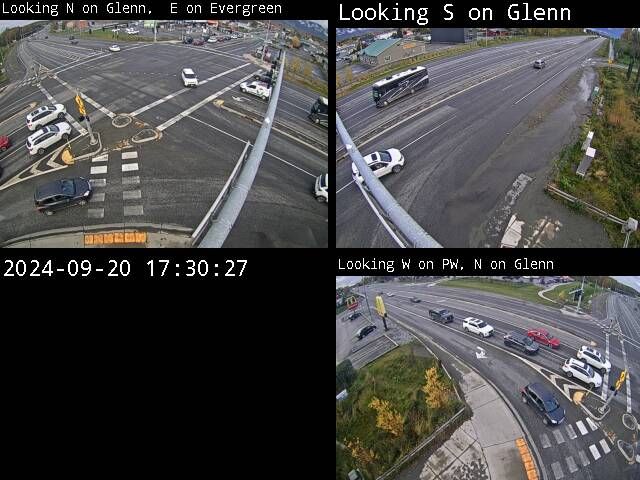 Looking N on Glenn,  E on Evergreen
Looking S on Glenn
2024-09-20 17:30:27
Looking W on PW, N on Glenn